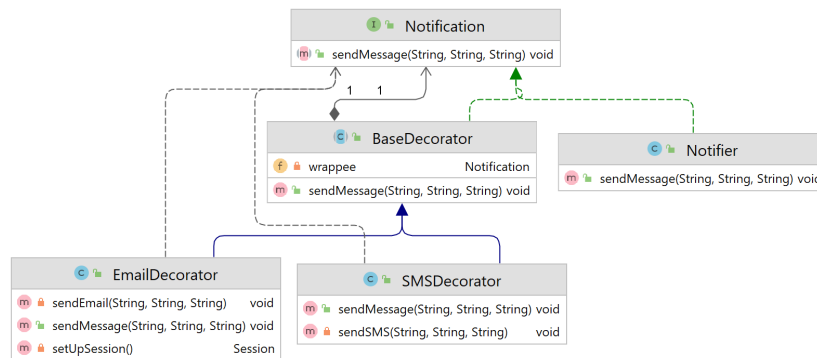 Notification
sendMessage(String, String, String) void
1 1
BaseDecorator
wrappee Notification
sendMessage(String, String, String) void
Notifier
sendMessage(String, String, String) void
EmailDecorator
sendEmail(String, String, String) void
sendMessage(String, String, String) void
setUpSession() Session
SMSDecorator
sendMessage(String, String, String) void
sendSMS(String, String, String) void